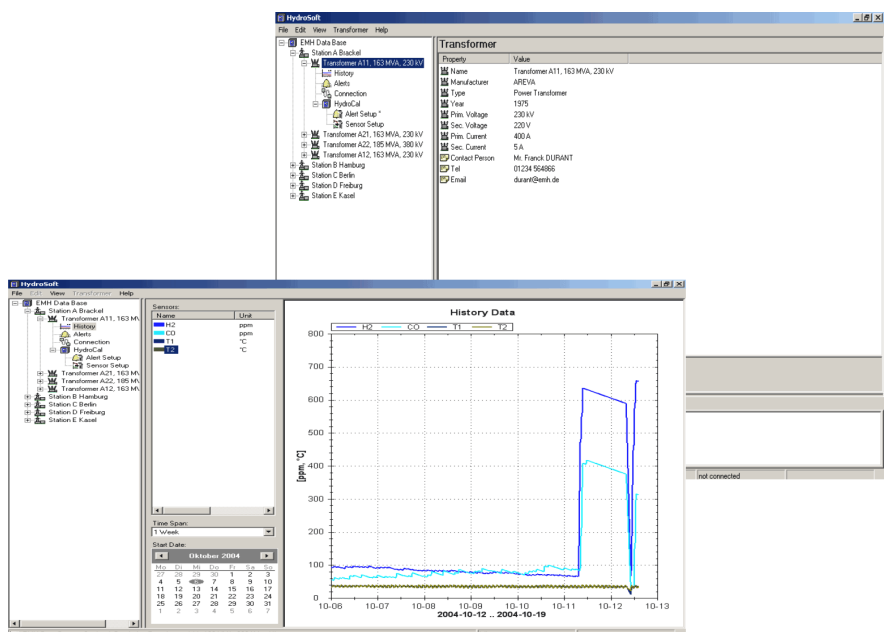 HydroSoft
File Edit View Transformer Help
EMH Data Base
Station A Brackel
Transformer A11, 163 MVA, 230 kV
History
Alerts
Connection
HydroCal
Alert Setup *
Sensor Setup
Transformer A21, 163 MVA, 230 kV
Transformer A22, 185 MVA, 380 kV
Transformer A12, 163 MVA, 230 kV
Station B Hamburg
Station C Berlin
Station D Freiburg
Station E Kasel
Transformer
Property Value
Name Transformer A11, 163 MVA, 230 kV
Manufacturer AREVA
Type Power Transformer
Year 1975
Prim. Voltage 230 kV
Sec. Voltage 220 V
Prim. Current 400 A
Sec. Current 5 A
Contact Person Mr. Franck DURANT
Tel 01234 564866
Email durant@emh.de
not connected
HydroSoft
File Edit View Transformer Help
EMH Data Base
Station A Brackel
Transformer A11, 163 M
History
Alerts
Connection
HydroCal
Alert Setup
Sensor Setup
Transformer A21, 163 M
Transformer A22, 185 M
Transformer A12, 163 M
Station B Hamburg
Station C Berlin
Station D Freiburg
Station E Kasel
Sensors:
Name Unit
H2 ppm
CO ppm
T1 °C
T2 °C
Time Span:
1 Week
Start Date:
Oktober 2004
Mo Di Mi Do Fr Sa So
27 28 29 30 1 2 3
4 5 7 8 9 10
11 12 13 14 15 16 17
18 19 20 21 22 23 24
25 26 27 28 29 30 31
1 2 3 4 5 6 7
History Data
H2 CO T1 T2
800
700
600
500
400
300
200
100
0
[ppm, °C]
10-06 10-07 10-08 10-09 10-10 10-11 10-12 10-13
2004-10-12 .. 2004-10-19